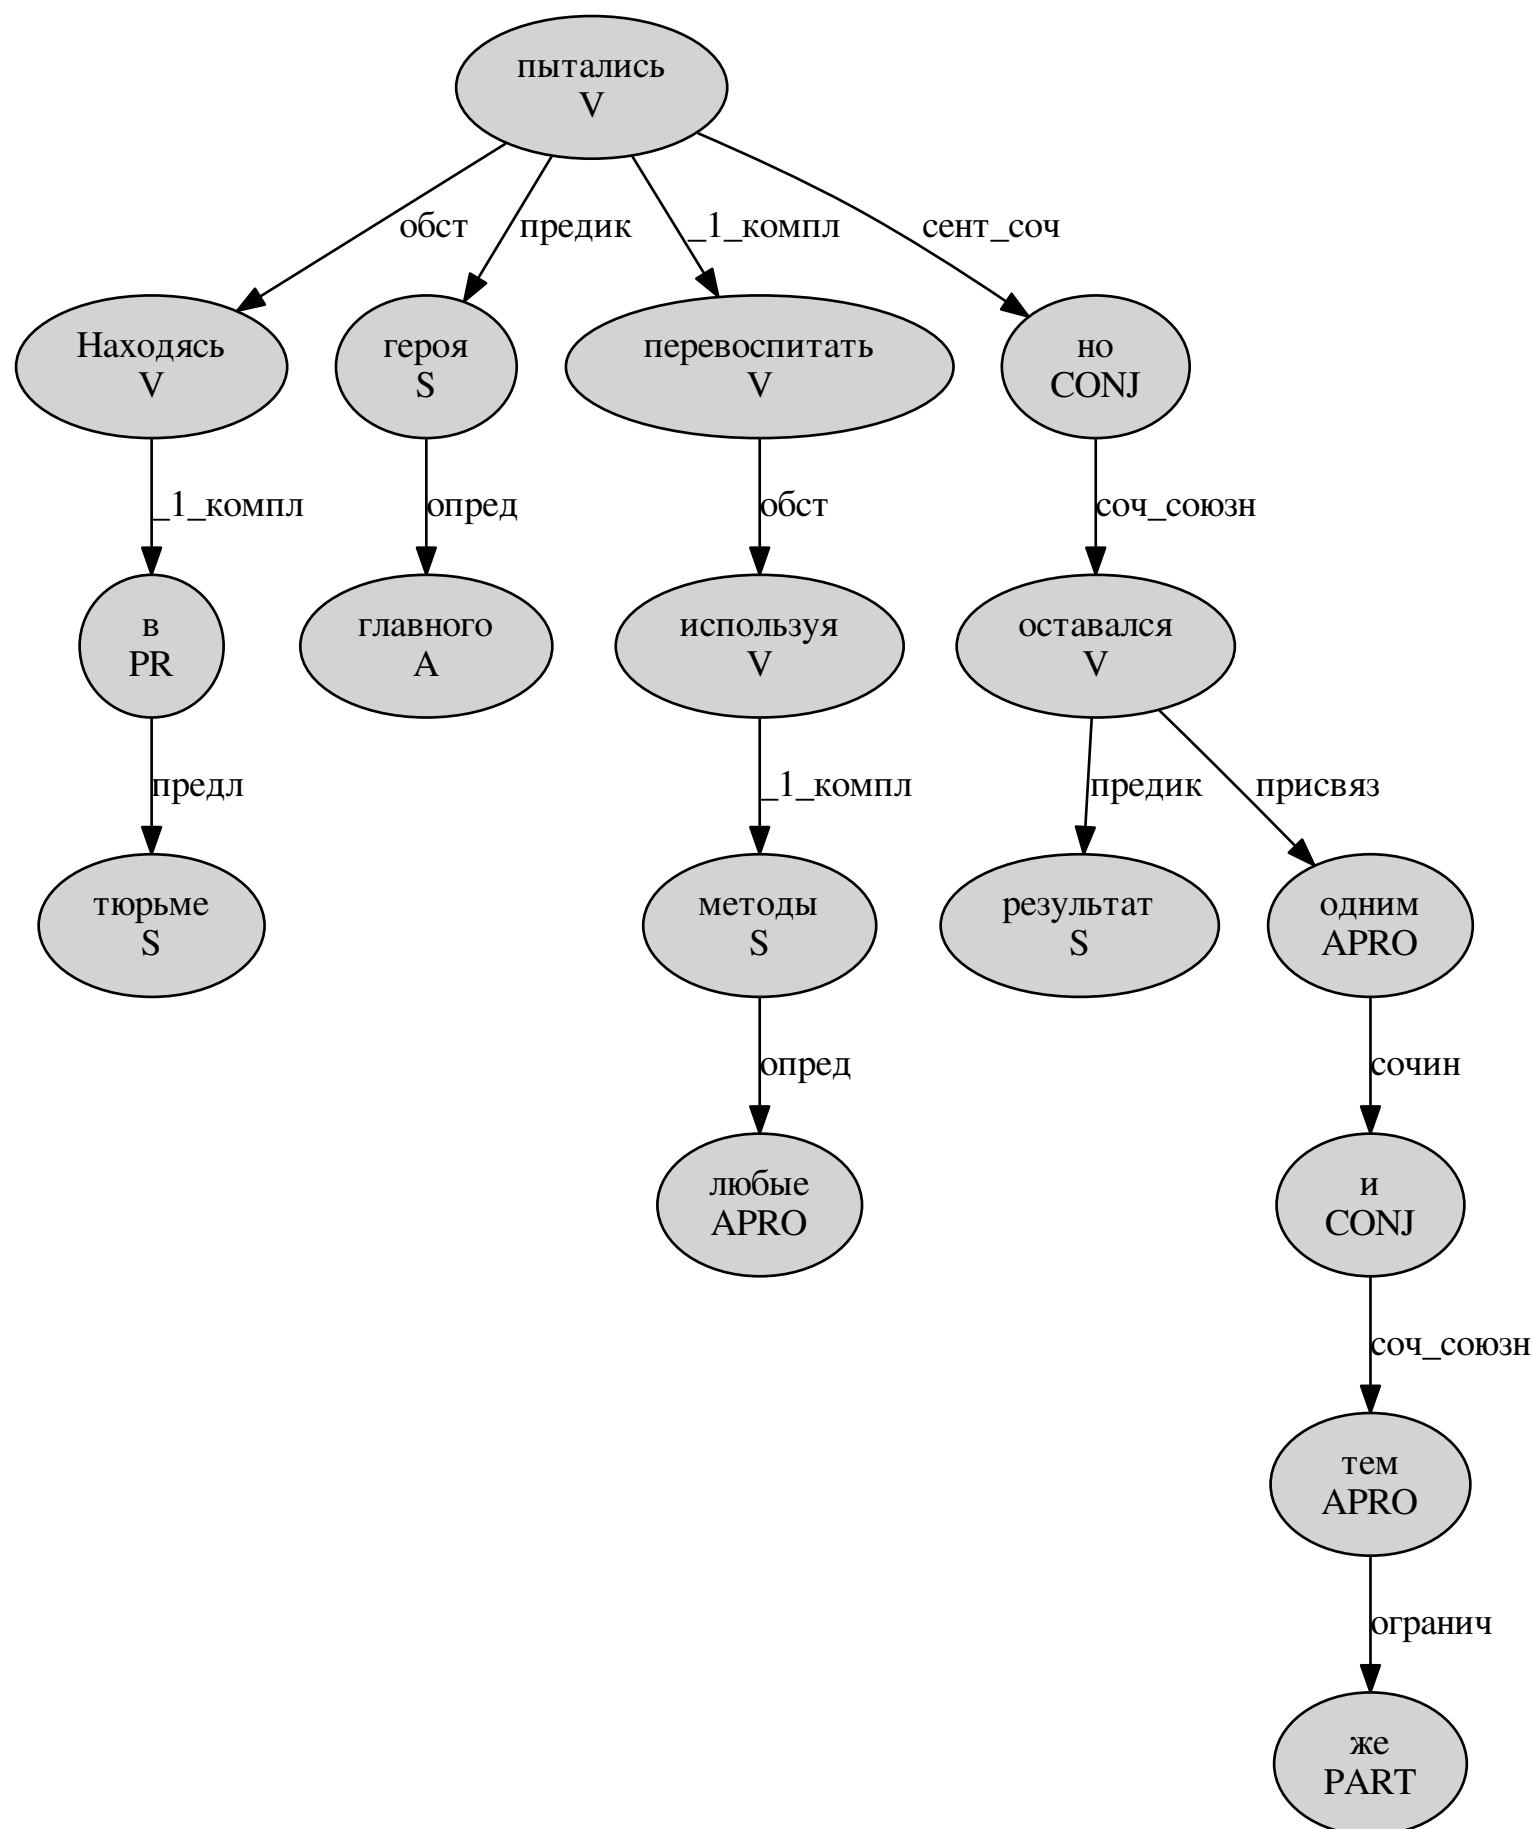 пытались
V
обст
предик
_1_компл
сент_соч
Находясь
V
героя
S
перевоспитать
V
но
CONJ
_1_компл
опред
обст
соч_союзн
в
PR
главного
A
используя
V
оставался
V
предл
_1_компл
предик
присвяз
тюрьме
S
методы
S
результат
S
одним
APRO
опред
сочин
любые
APRO
и
CONJ
соч_союзн
тем
APRO
огранич
же
PART